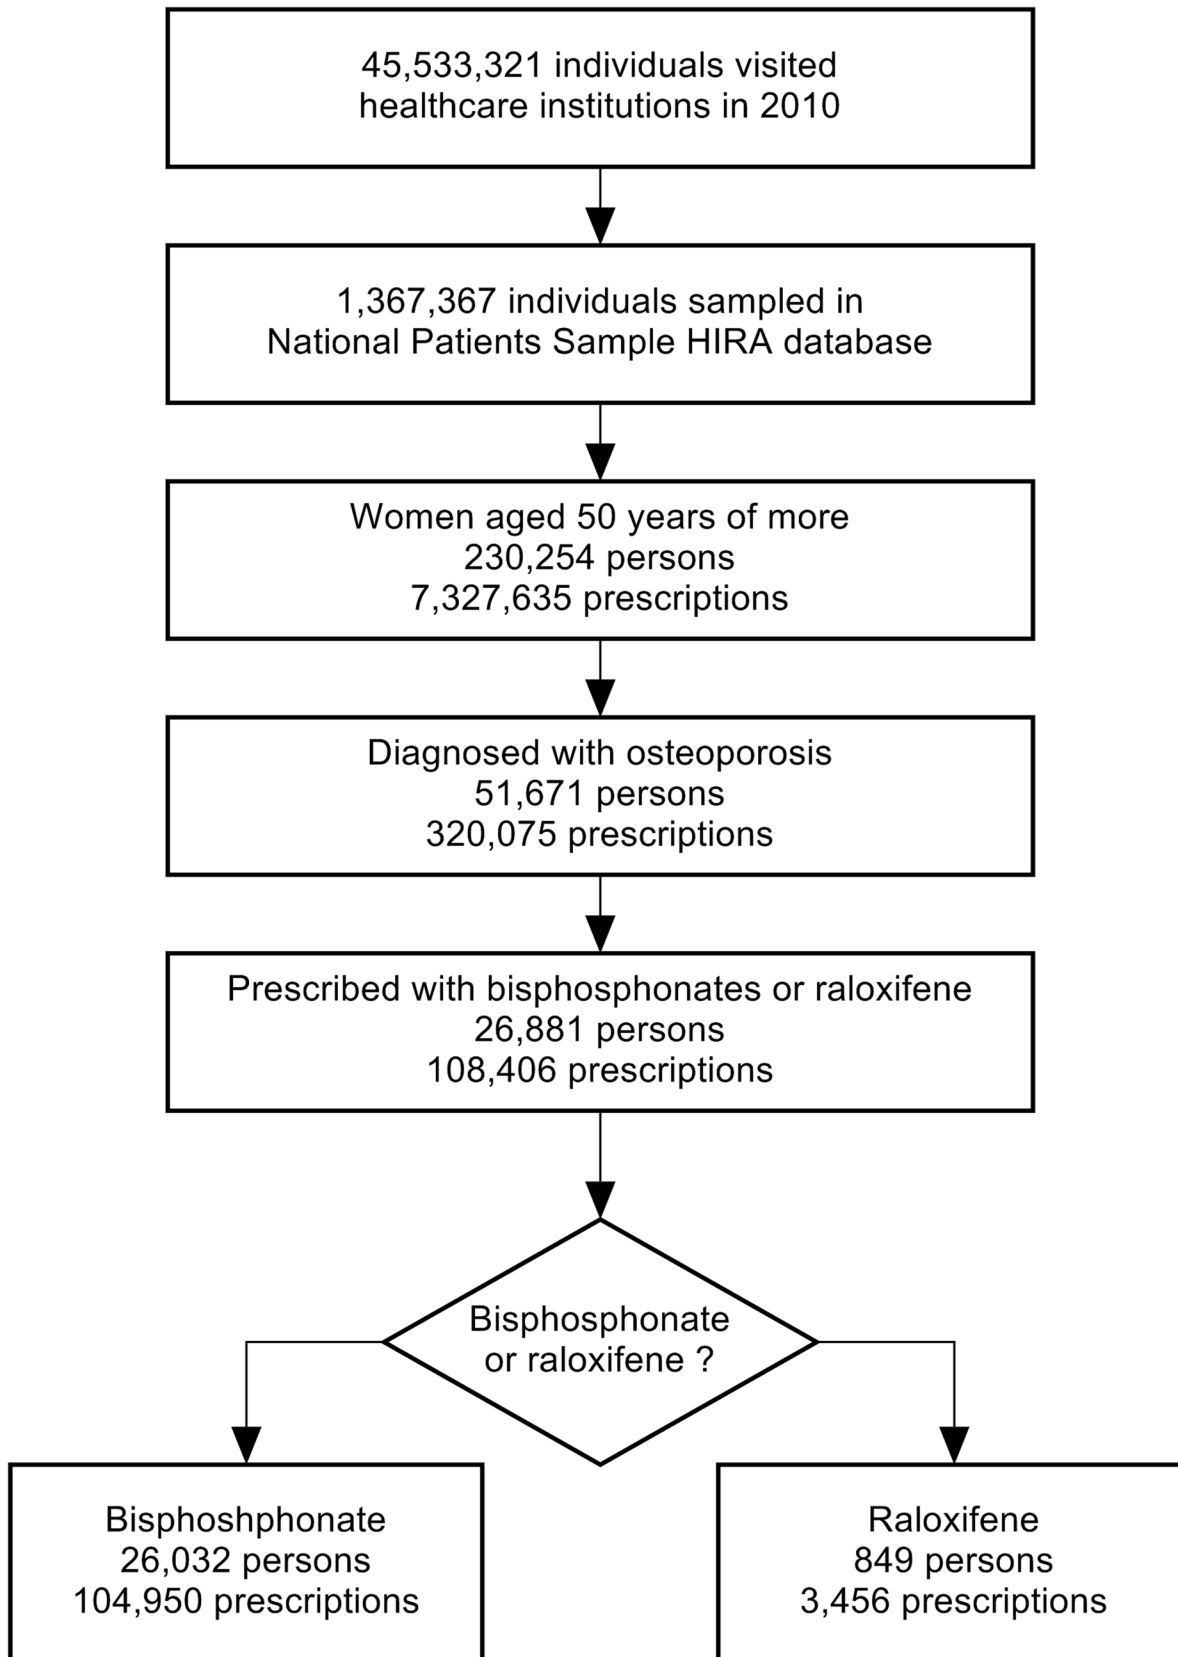 45,533,321 individuals visited
healthcare institutions in 2010
1,367,367 individuals sampled in
National Patients Sample HIRA database
Women aged 50 years of more
230,254 persons
7,327,635 prescriptions
Diagnosed with osteoporosis
51,671 persons
320,075 prescriptions
Prescribed with bisphosphonates or raloxifene
26,881 persons
108,406 prescriptions
Bisphosphonate
or raloxifene ?
Bisphoshphonate
26,032 persons
104,950 prescriptions
Raloxifene
849 persons
3,456 prescriptions